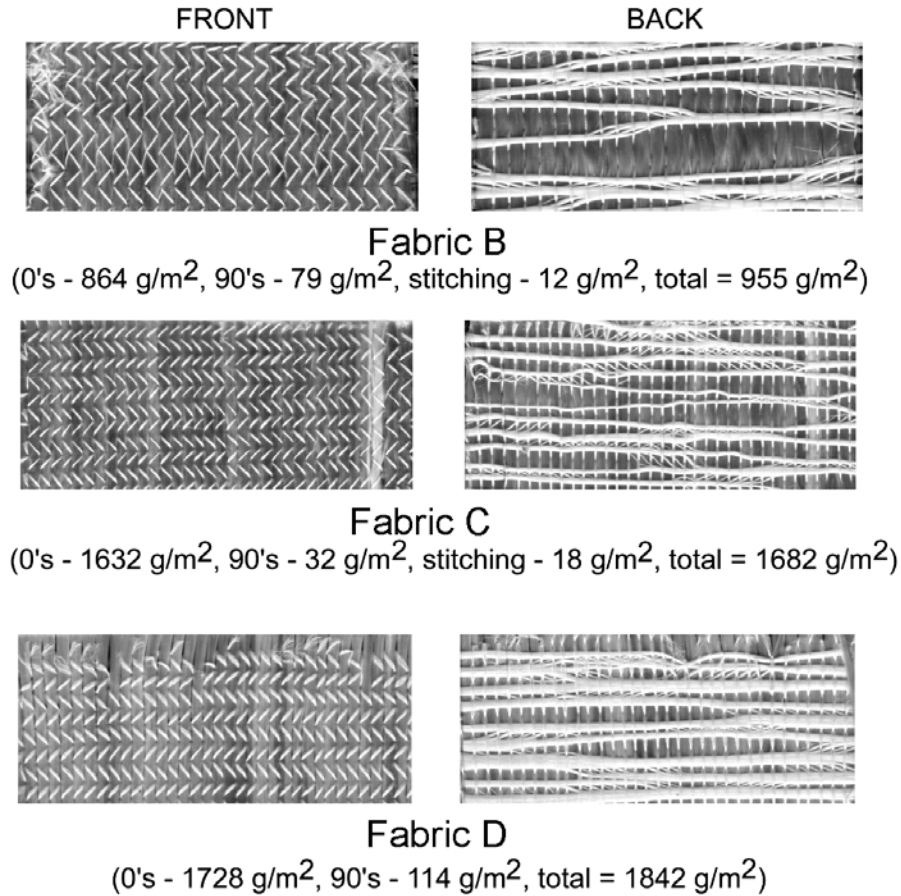 FRONT BACK
Fabric B
(0's - 864 g/m², 90's - 79 g/m², stitching - 12 g/m², total = 955 g/m²)
Fabric C
(0's - 1632 g/m², 90's - 32 g/m², stitching - 18 g/m², total = 1682 g/m²)
Fabric D
(0's - 1728 g/m², 90's - 114 g/m², total = 1842 g/m²)